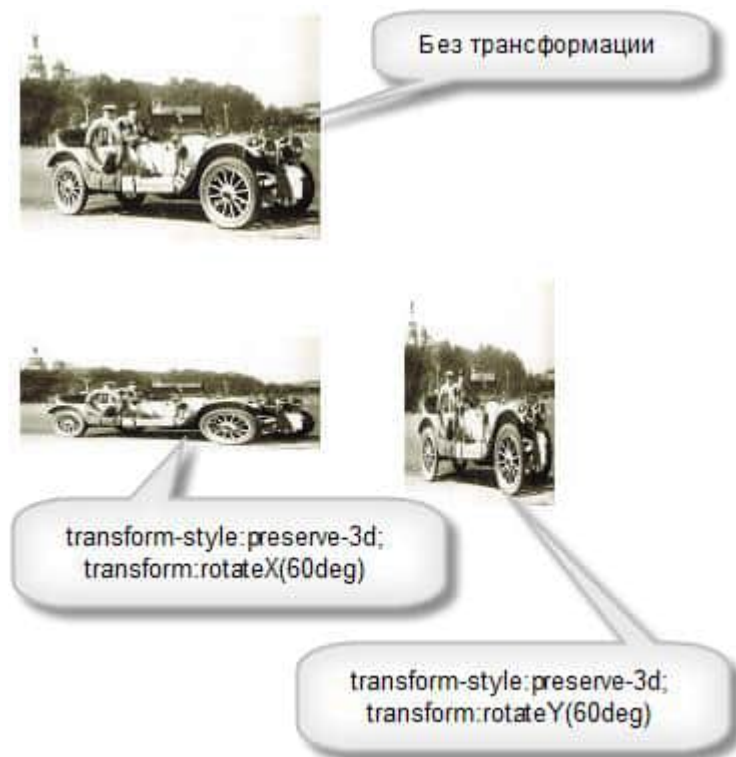 Без трансформации
transform-style:preserve-3d;
transform:rotateX(60deg)
transform-style:preserve-3d;
transform:rotateY(60deg)